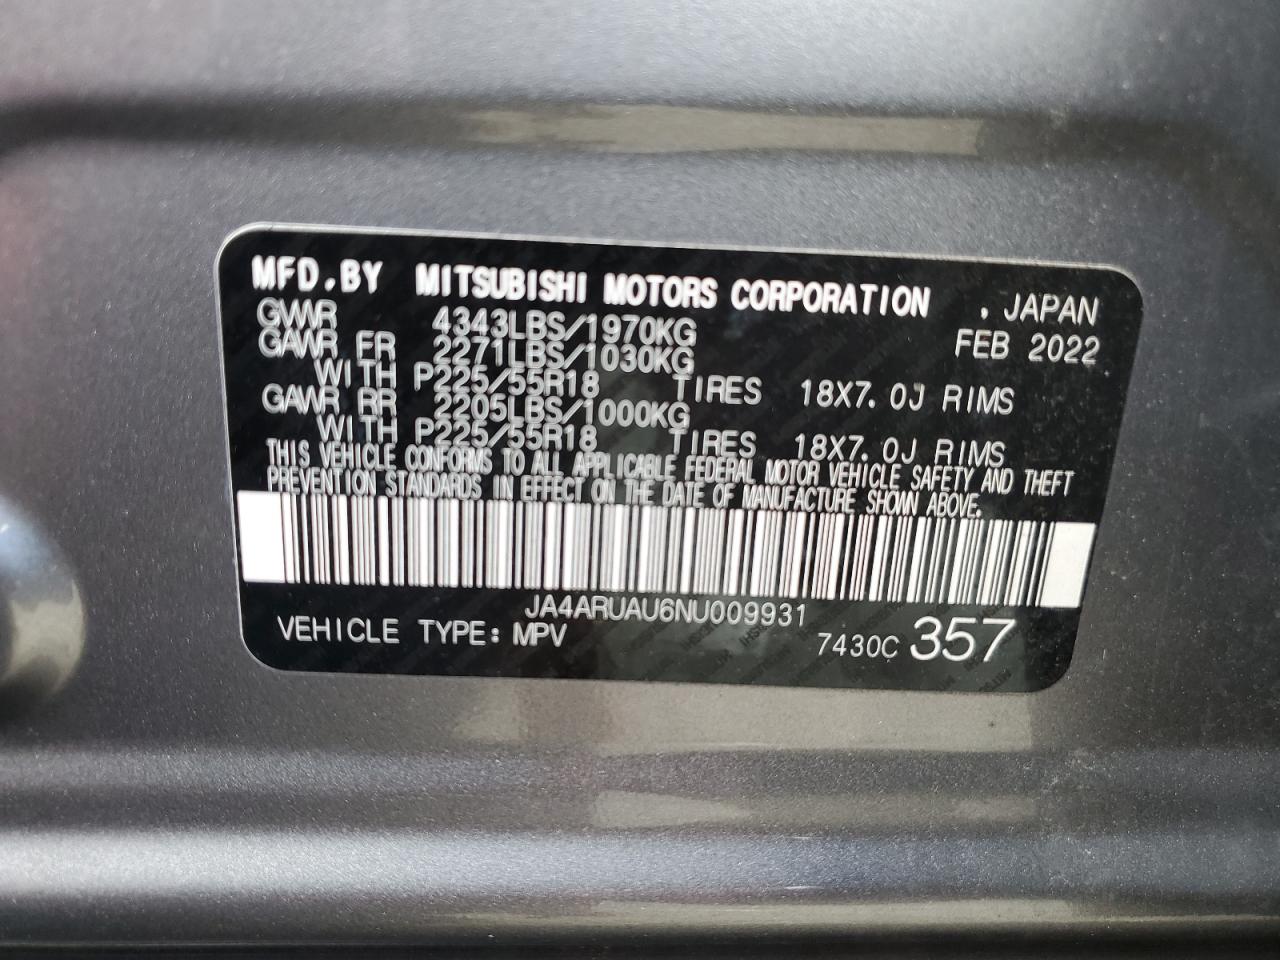 MFD.BY MITSUBISHI MOTORS CORPORATION , JAPAN
GVWR 4343LBS/1970KG FEB 2022
GAWR FR 2271LBS/1030KG
WITH P225/55R18 TIRES 18X7.0J RIMS
GAWR RR 2205LBS/1000KG
WITH P225/55R18 TIRES 18X7.0J RIMS
THIS VEHICLE CONFORMS TO ALL APPLICABLE FEDERAL MOTOR VEHICLE SAFETY AND THEFT
PREVENTION STANDARDS IN EFFECT ON THE DATE OF MANUFACTURE SHOWN ABOVE.
JA4ARUAU6NU009931
VEHICLE TYPE: MPV 7430C 357